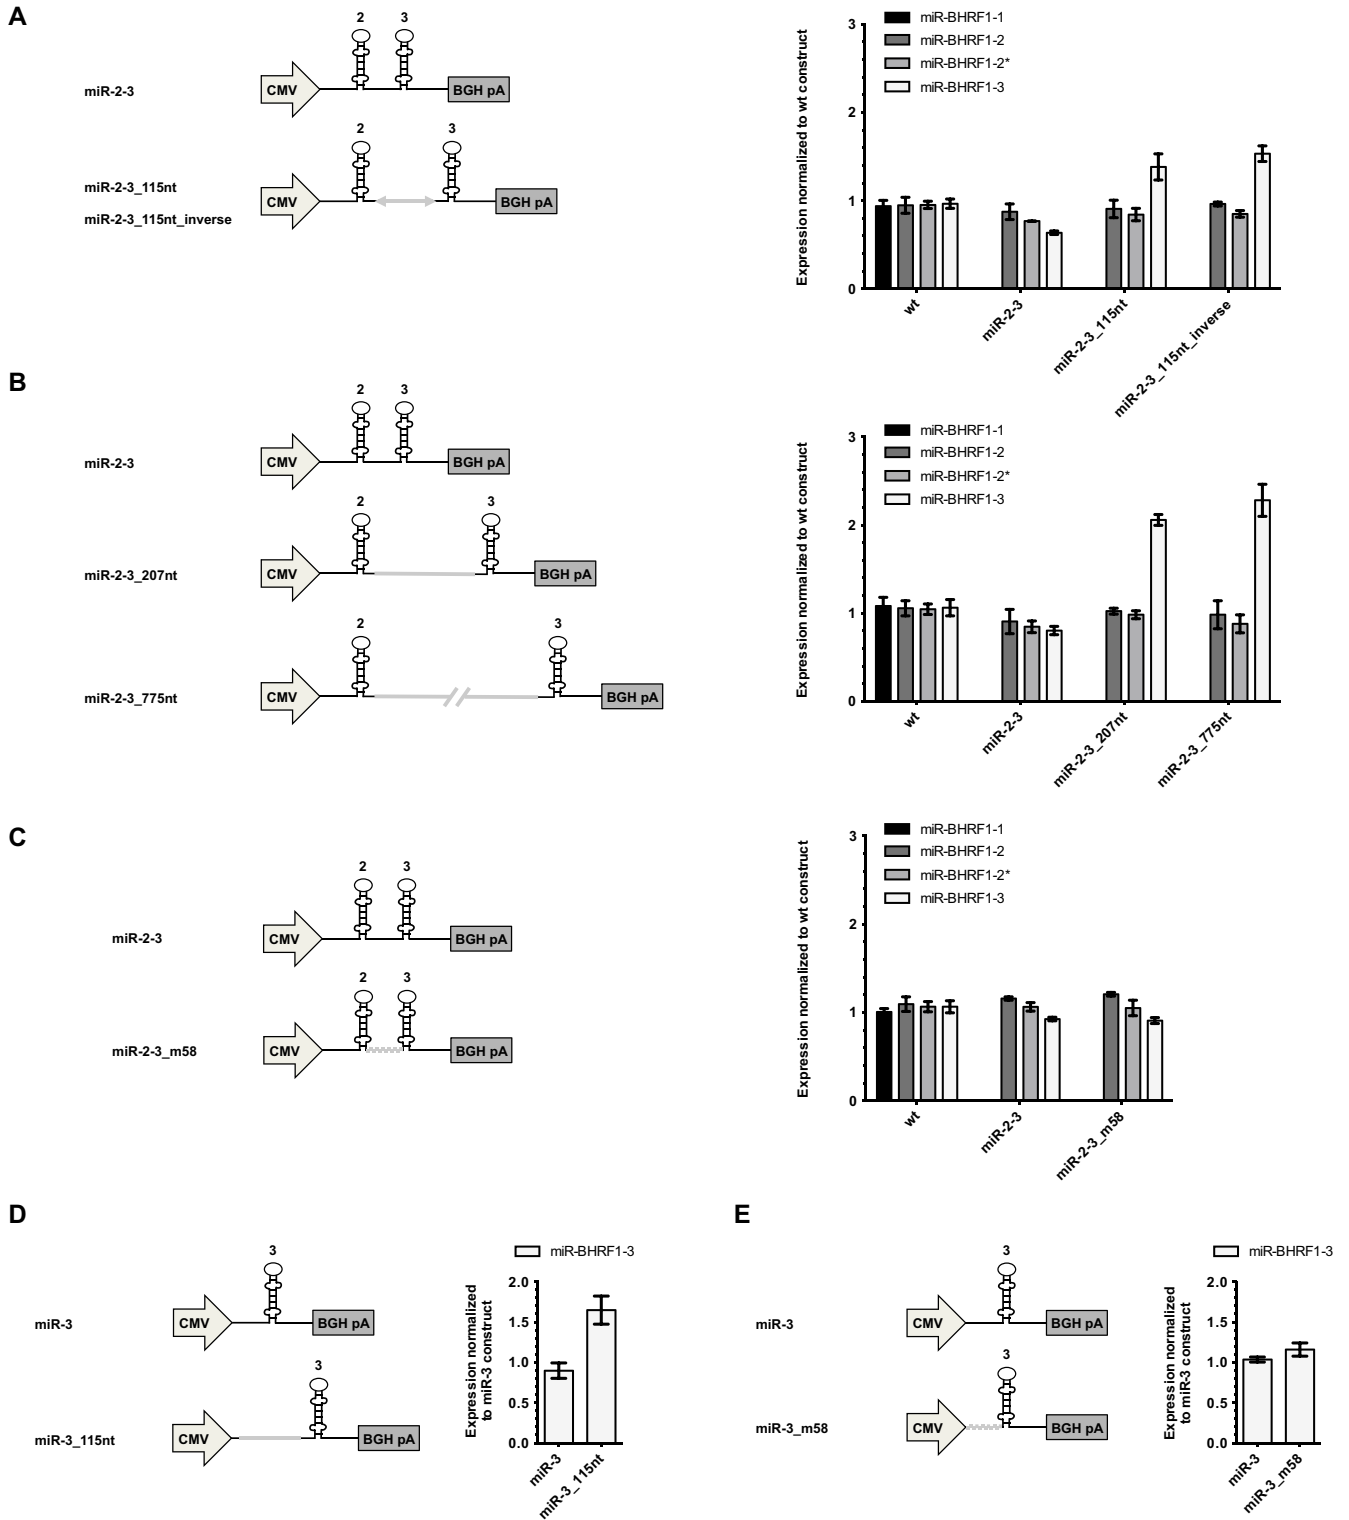 A
2 3
miR-2-3
CMV
BGH pA
2 3
miR-2-3_115nt
miR-2-3_115nt_inverse
CMV
BGH pA
Expression normalized to wt construct
3
2
1
0
miR-BHRF1-1
miR-BHRF1-2
miR-BHRF1-2*
miR-BHRF1-3
wt
miR-2-3
miR-2-3_115nt
miR-2-3_115nt_inverse
B
2 3
miR-2-3
CMV
BGH pA
2 3
miR-2-3_207nt
CMV
BGH pA
2 3
miR-2-3_775nt
CMV
BGH pA
Expression normalized to wt construct
3
2
1
0
miR-BHRF1-1
miR-BHRF1-2
miR-BHRF1-2*
miR-BHRF1-3
wt
miR-2-3
miR-2-3_207nt
miR-2-3_775nt
C
2 3
miR-2-3
CMV
BGH pA
2 3
miR-2-3_m58
CMV
BGH pA
Expression normalized to wt construct
3
2
1
0
miR-BHRF1-1
miR-BHRF1-2
miR-BHRF1-2*
miR-BHRF1-3
wt
miR-2-3
miR-2-3_m58
D
3
miR-3
CMV
BGH pA
3
miR-3_115nt
CMV
BGH pA
miR-BHRF1-3
Expression normalized
to miR-3 construct
2.0
1.5
1.0
0.5
0.0
miR-3
miR-3_115nt
E
3
miR-3
CMV
BGH pA
3
miR-3_m58
CMV
BGH pA
miR-BHRF1-3
Expression normalized
to miR-3 construct
2.0
1.5
1.0
0.5
0.0
miR-3
miR-3_m58